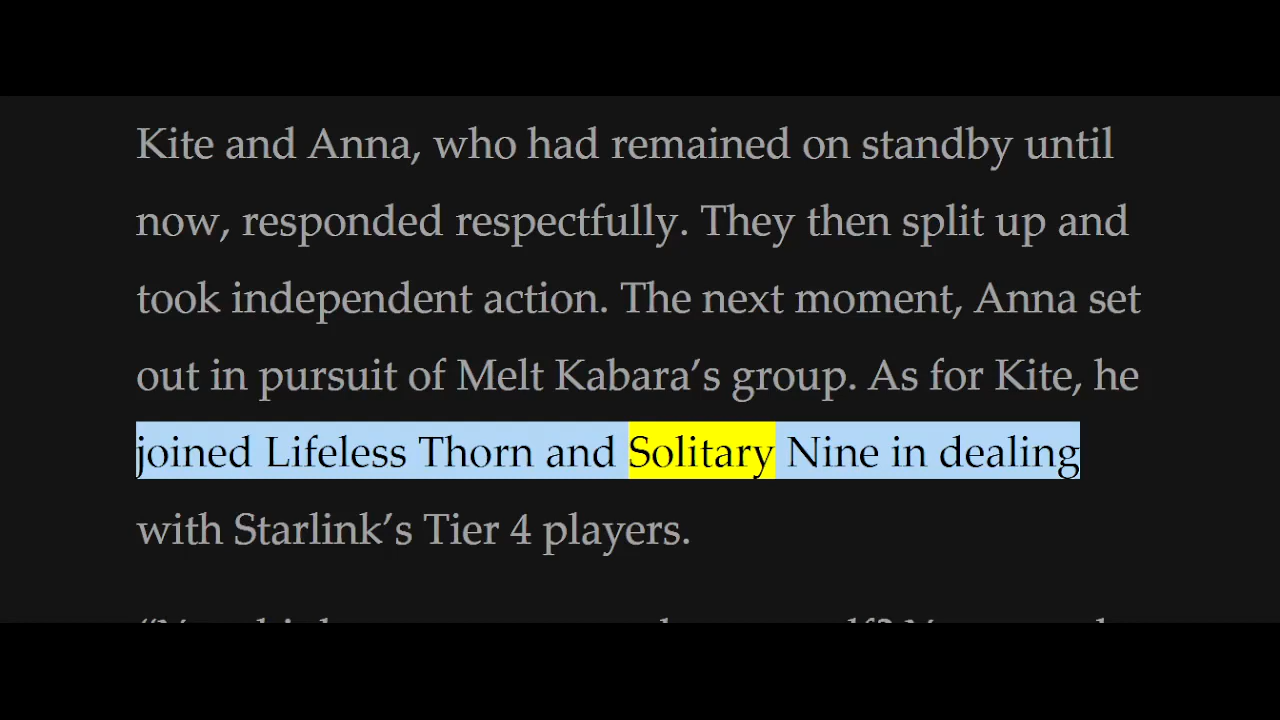 Kite and Anna, who had remained on standby until
now, responded respectfully. They then split up and
took independent action. The next moment, Anna set
out in pursuit of Melt Kabara’s group. As for Kite, he
joined Lifeless Thorn and Solitary Nine in dealing
with Starlink’s Tier 4 players.